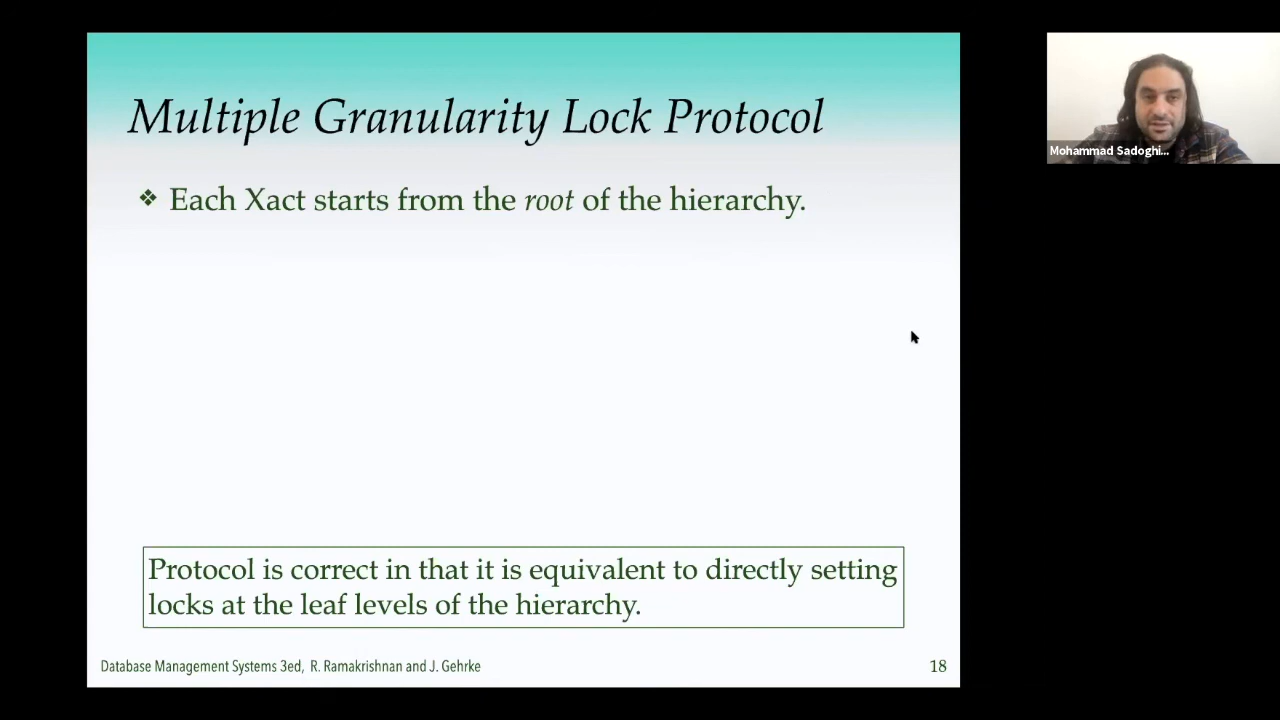 Multiple Granularity Lock Protocol
❖ Each Xact starts from the root of the hierarchy.
Protocol is correct in that it is equivalent to directly setting
locks at the leaf levels of the hierarchy.
Database Management Systems 3ed, R. Ramakrishnan and J. Gehrke
18
Mohammad Sadoghi...